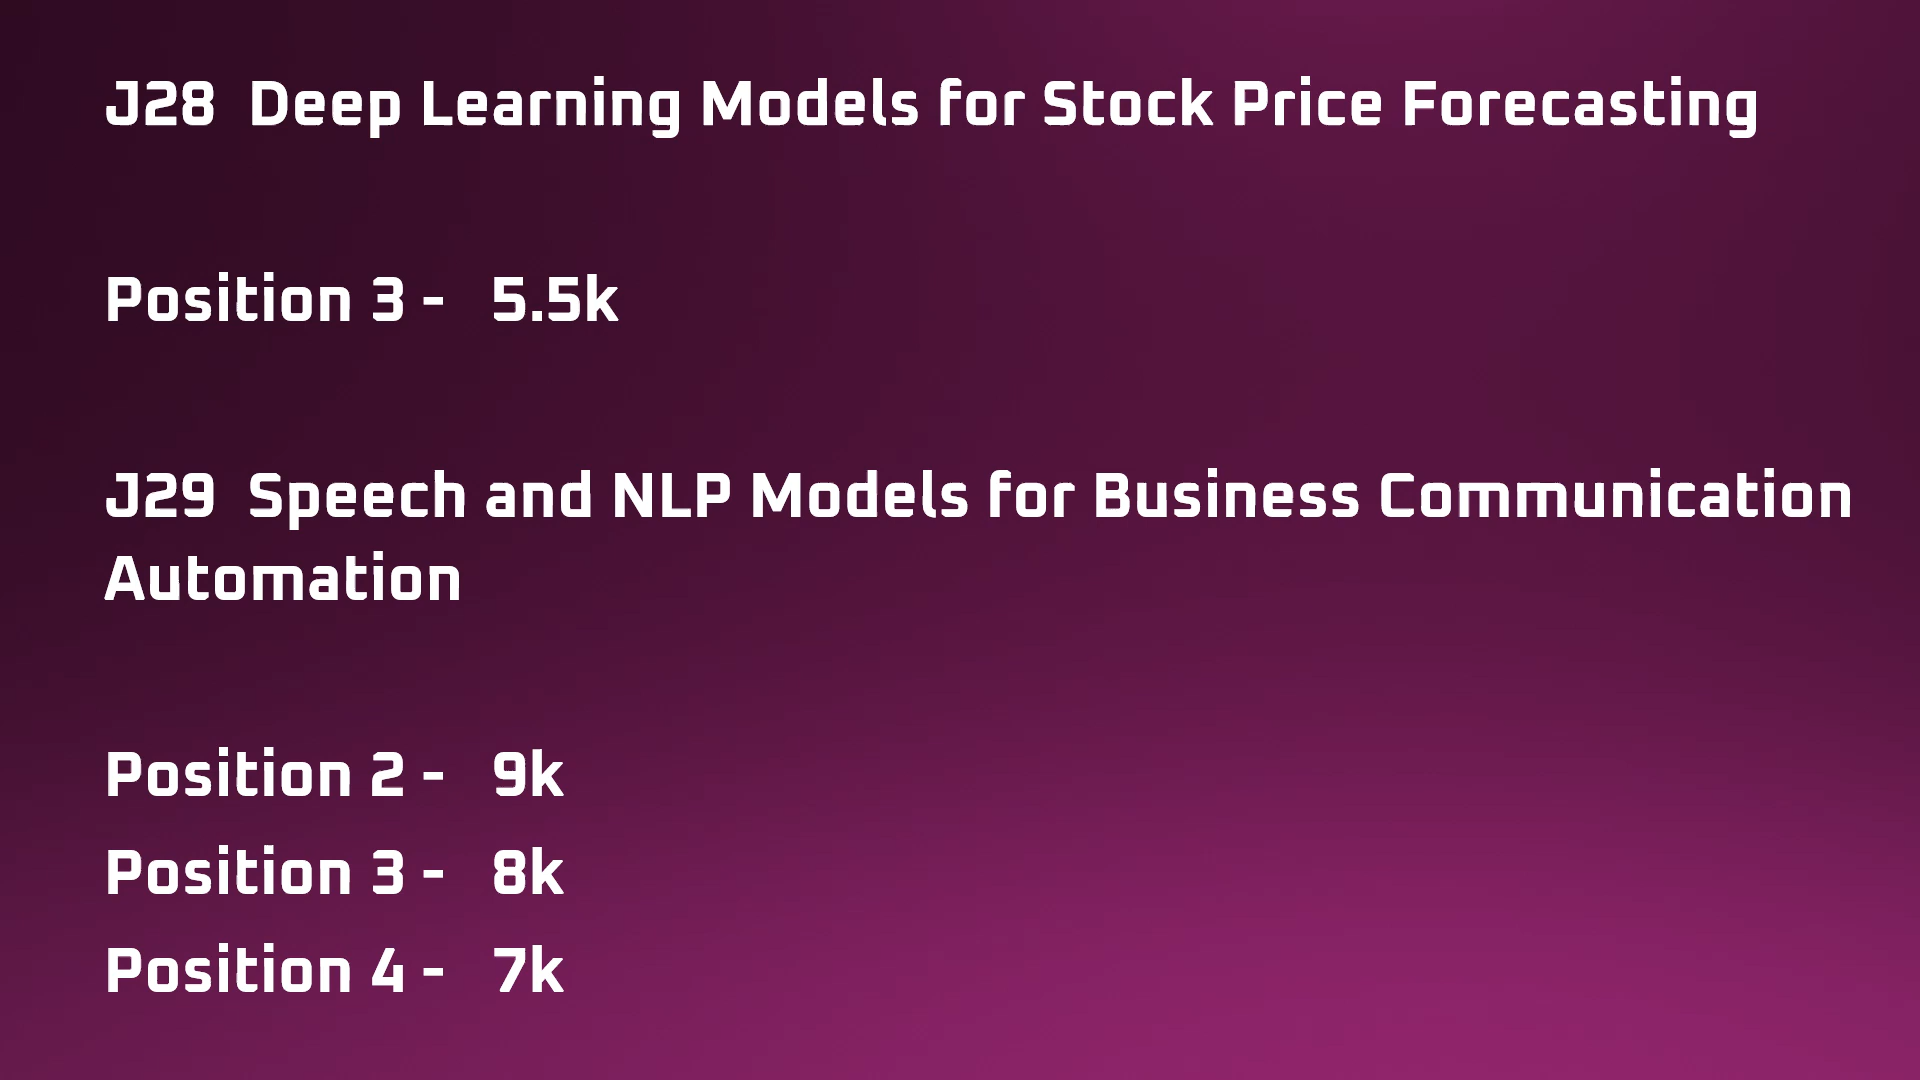 J28  Deep Learning Models for Stock Price Forecasting
Position 3 -   5.5k
J29  Speech and NLP Models for Business Communication
Automation
Position 2 -   9k
Position 3 -   8k
Position 4 -   7k